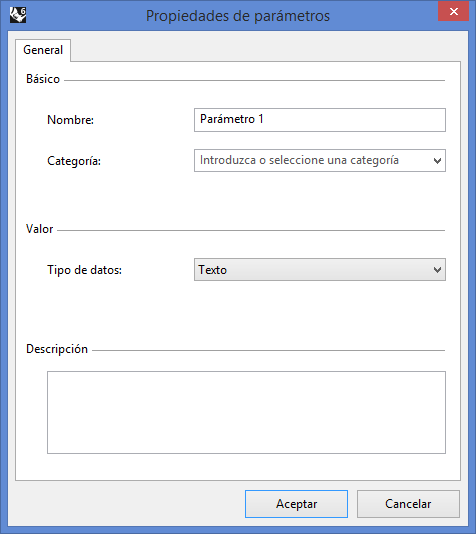 6
Propiedades de parámetros
General
Básico
Nombre: Parámetro 1
Categoría: Introduzca o seleccione una categoría
Valor
Tipo de datos: Texto
Descripción
Aceptar Cancelar